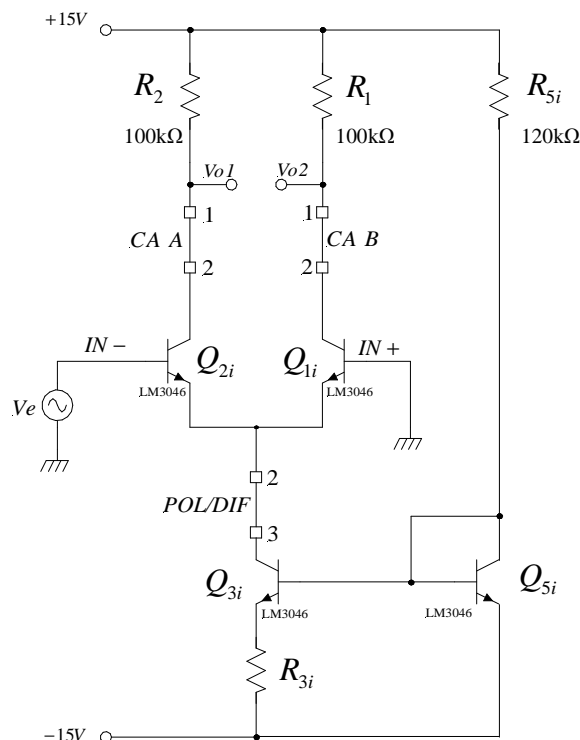 +15V
R2
R1
R5i
100kΩ
100kΩ
120kΩ
Vo1
Vo2
1
1
CA A
CA B
2
2
IN −
IN +
Q2i
Q1i
LM3046
LM3046
Ve
2
POL/DIF
3
Q3i
Q5i
LM3046
LM3046
R3i
−15V